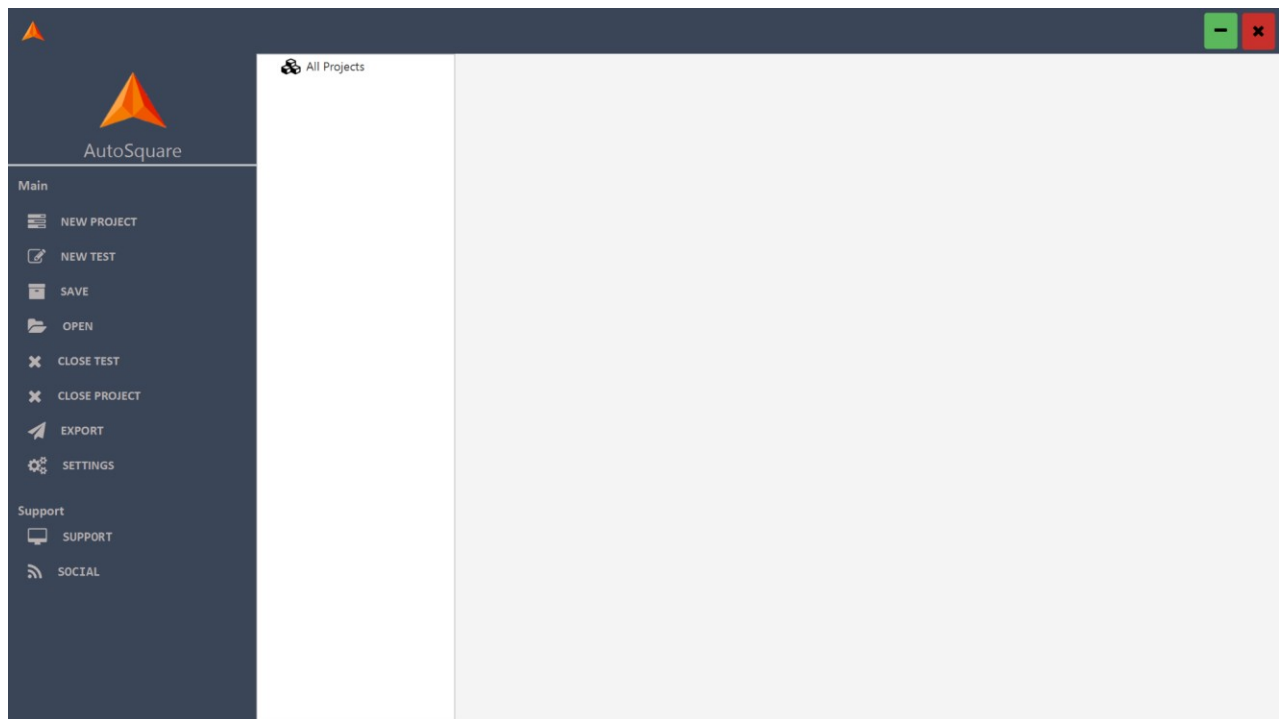 AutoSquare
Main
NEW PROJECT
NEW TEST
SAVE
OPEN
CLOSE TEST
CLOSE PROJECT
EXPORT
SETTINGS
Support
SUPPORT
SOCIAL
All Projects